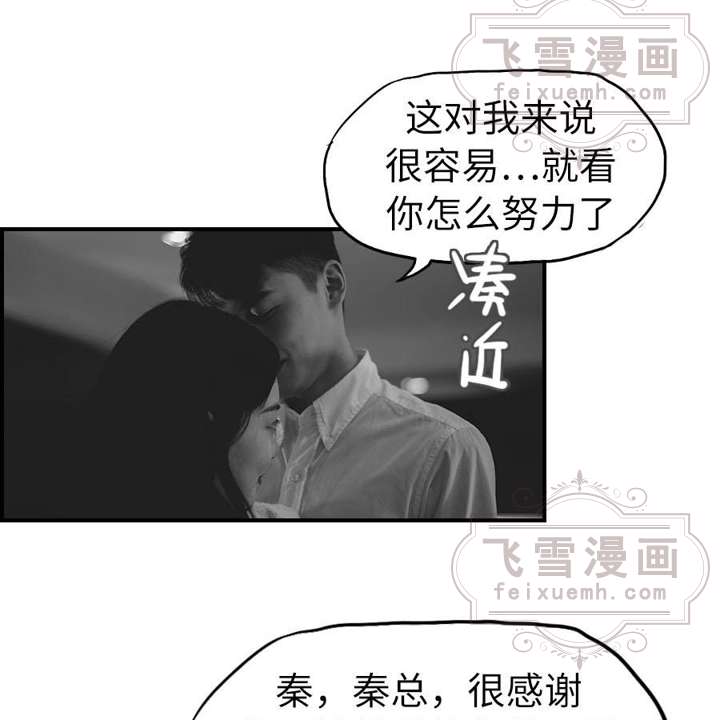 飞雪漫画
feixuemh.com
这对我来说
很容易...就看
你怎么努力了
凑近
飞雪漫画
feixuemh.com
秦，秦总，很感谢